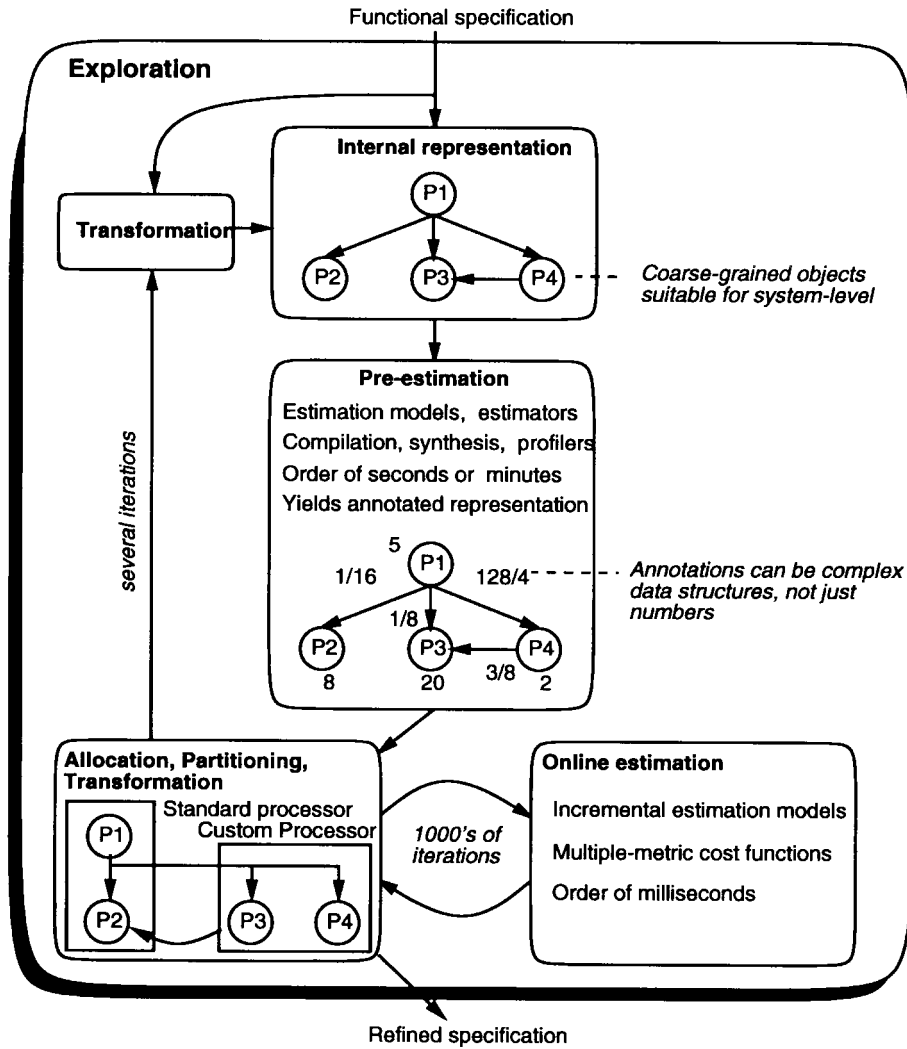 Functional specification
Exploration
Internal representation
P1
Transformation
P2
P3
P4
Coarse-grained objects
suitable for system-level
Pre-estimation
Estimation models, estimators
Compilation, synthesis, profilers
Order of seconds or minutes
Yields annotated representation
several iterations
5
P1
1/16
128/4
1/8
Annotations can be complex
data structures, not just
numbers
P2
P3
P4
3/8
8
20
2
Allocation, Partitioning,
Transformation
Standard processor
Custom Processor
P1
P2
P3
P4
1000's of
iterations
Online estimation
Incremental estimation models
Multiple-metric cost functions
Order of milliseconds
Refined specification